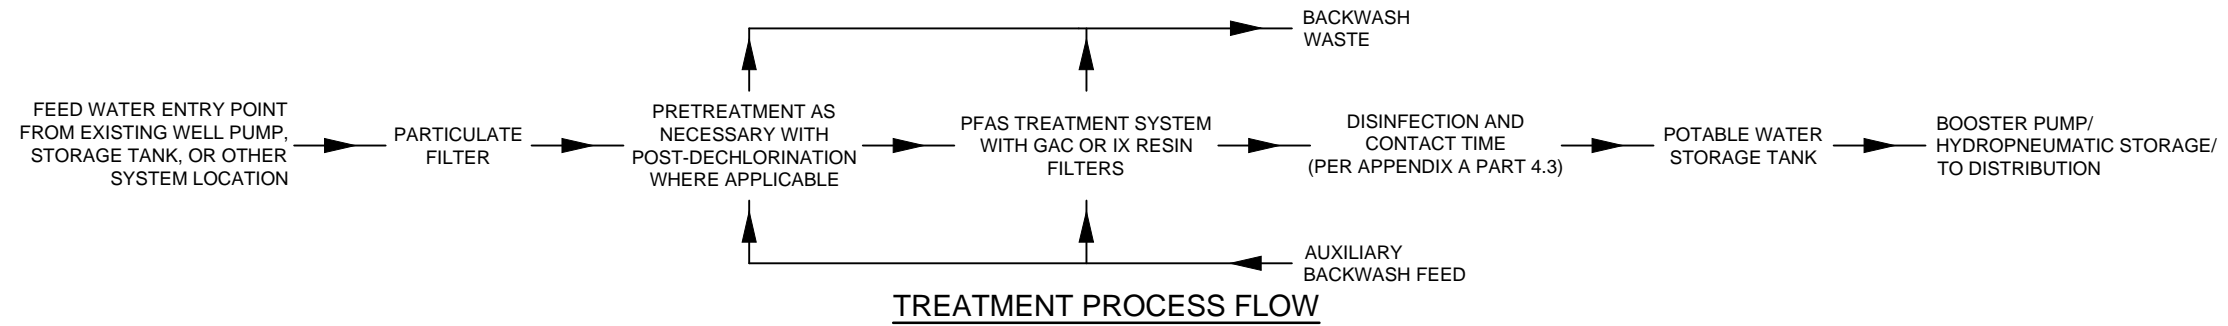 BACKWASH
WASTE
FEED WATER ENTRY POINT
FROM EXISTING WELL PUMP,
STORAGE TANK, OR OTHER
SYSTEM LOCATION
PARTICULATE
FILTER
PRETREATMENT AS
NECESSARY WITH
POST-DECHLORINATION
WHERE APPLICABLE
PFAS TREATMENT SYSTEM
WITH GAC OR IX RESIN
FILTERS
DISINFECTION AND
CONTACT TIME
(PER APPENDIX A PART 4.3)
POTABLE WATER
STORAGE TANK
BOOSTER PUMP/
HYDROPNEUMATIC STORAGE/
TO DISTRIBUTION
AUXILIARY
BACKWASH FEED
TREATMENT PROCESS FLOW